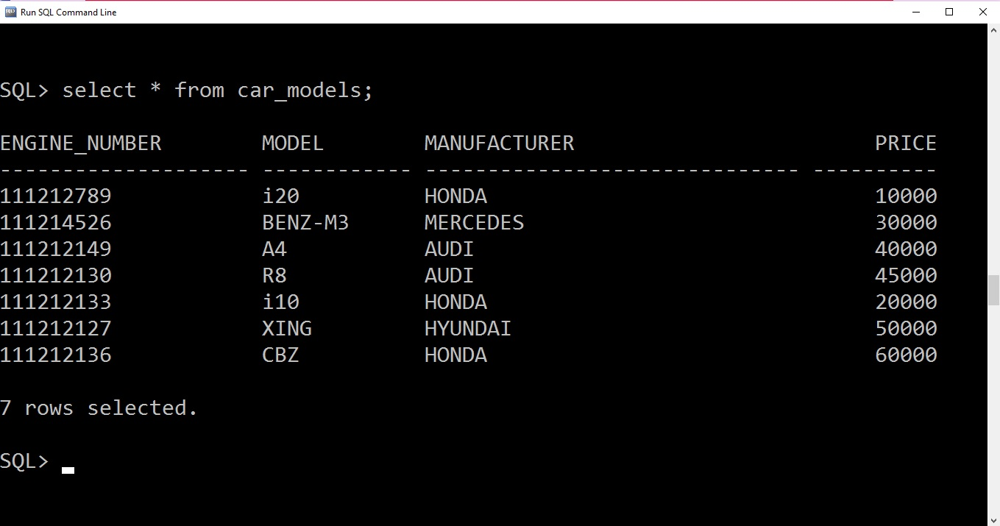 Run SQL Command Line
SQL> select * from car_models;
ENGINE_NUMBER        MODEL        MANUFACTURER                        PRICE
-------------------- ------------ ------------------------------ ----------
111212789            i20          HONDA                               10000
111214526            BENZ-M3      MERCEDES                            30000
111212149            A4           AUDI                                40000
111212130            R8           AUDI                                45000
111212133            i10          HONDA                               20000
111212127            XING         HYUNDAI                             50000
111212136            CBZ          HONDA                               60000
7 rows selected.
SQL>